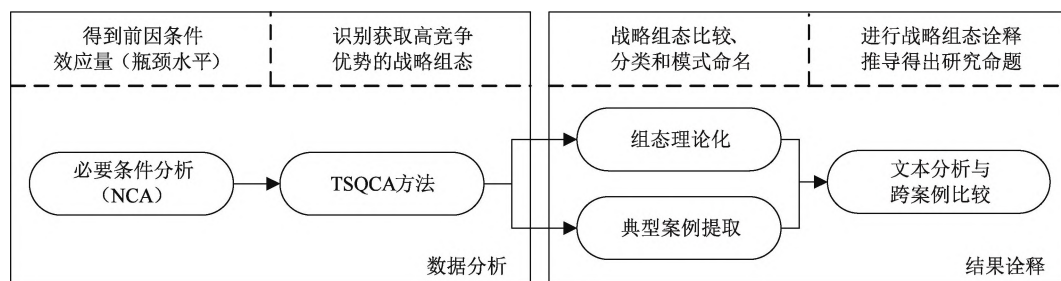 得到前因条件
效应量（瓶颈水平）
识别获取高竞争
优势的战略组态
战略组态比较、
分类和模式命名
进行战略组态诠释
推导得出研究命题
必要条件分析
（NCA）
TSQCA方法
组态理论化
典型案例提取
文本分析与
跨案例比较
数据分析
结果诠释